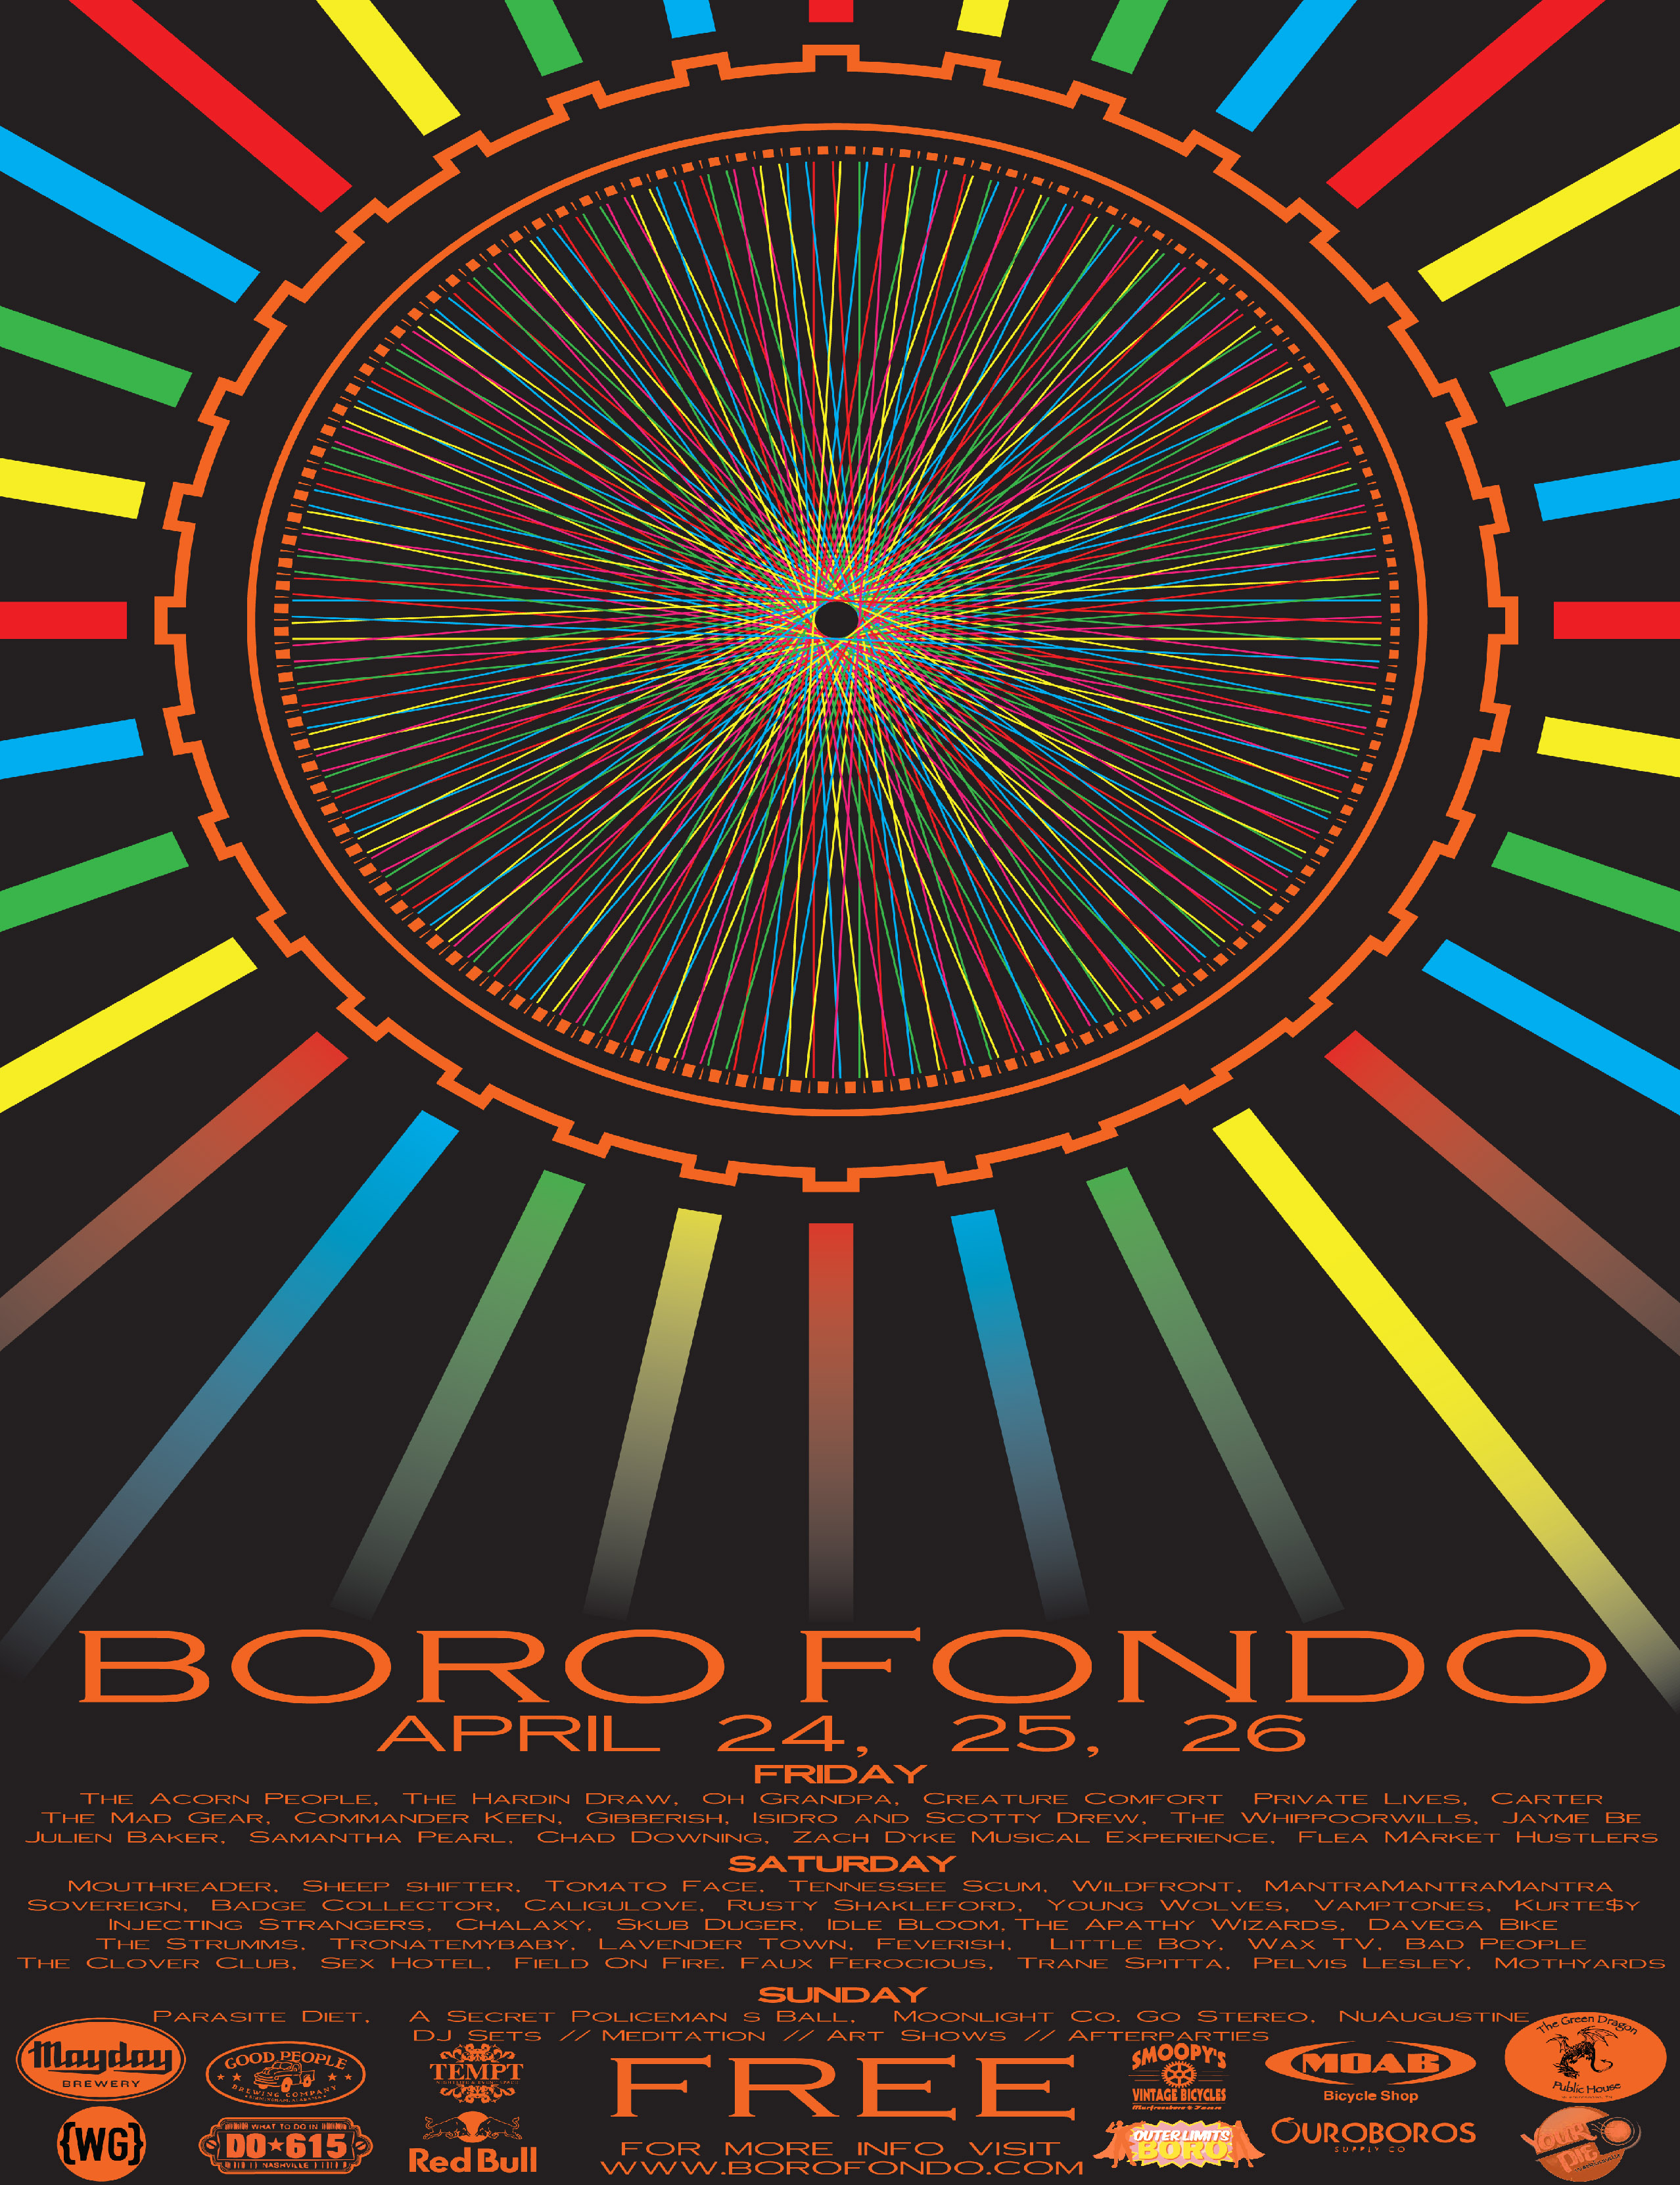 BORO FONDO
APRIL 24, 25, 26
FRIDAY
THE ACORN PEOPLE, THE HARDIN DRAW, OH GRANDPA, CREATURE COMFORT PRIVATE LIVES, CARTER
THE MAD GEAR, COMMANDER KEEN, GIBBERISH, ISIDRO AND SCOTTY DREW, THE WHIPPOORWILLS, JAYME BE
JULIEN BAKER, SAMANTHA PEARL, CHAD DOWNING, ZACH DYKE MUSICAL EXPERIENCE, FLEA MARKET HUSTLERS
SATURDAY
MOUTHREADER, SHEEP SHIFTER, TOMATO FACE, TENNESSEE SCUM, WILDFRONT, MANTRAMANTRAMANTRA
SOVEREIGN, BADGE COLLECTOR, CALIGULOVE, RUSTY SHAKLEFORD, YOUNG WOLVES, VAMPTONES, KURTE$Y
INJECTING STRANGERS, CHALAXY, SKUB DUGER, IDLE BLOOM, THE APATHY WIZARDS, DAVEGA BIKE
THE STRUMMS, TRONATEMYBABY, LAVENDER TOWN, FEVERISH, LITTLE BOY, WAX TV, BAD PEOPLE
THE CLOVER CLUB, SEX HOTEL, FIELD ON FIRE. FAUX FEROCIOUS, TRANE SPITTA, PELVIS LESLEY, MOTHYARDS
SUNDAY
PARASITE DIET, A SECRET POLICEMAN S BALL, MOONLIGHT CO. GO STEREO, NUAUGUSTINE
DJ SETS // MEDITATION // ART SHOWS // AFTERPARTIES
Mayday
BREWERY
GOOD PEOPLE
BREWING COMPANY
TEMPT
FREE
SMOOPY'S
VINTAGE BICYCLES
MOAB
Bicycle Shop
The Green Dragon
Public House
{WG}
WHAT TO DO IN
DO★615
NASHVILLE
Red Bull
FOR MORE INFO VISIT
WWW.BOROFONDO.COM
OUTER LIMITS
BORO
OUROBOROS
SUPPLY CO
YOUR
PIE